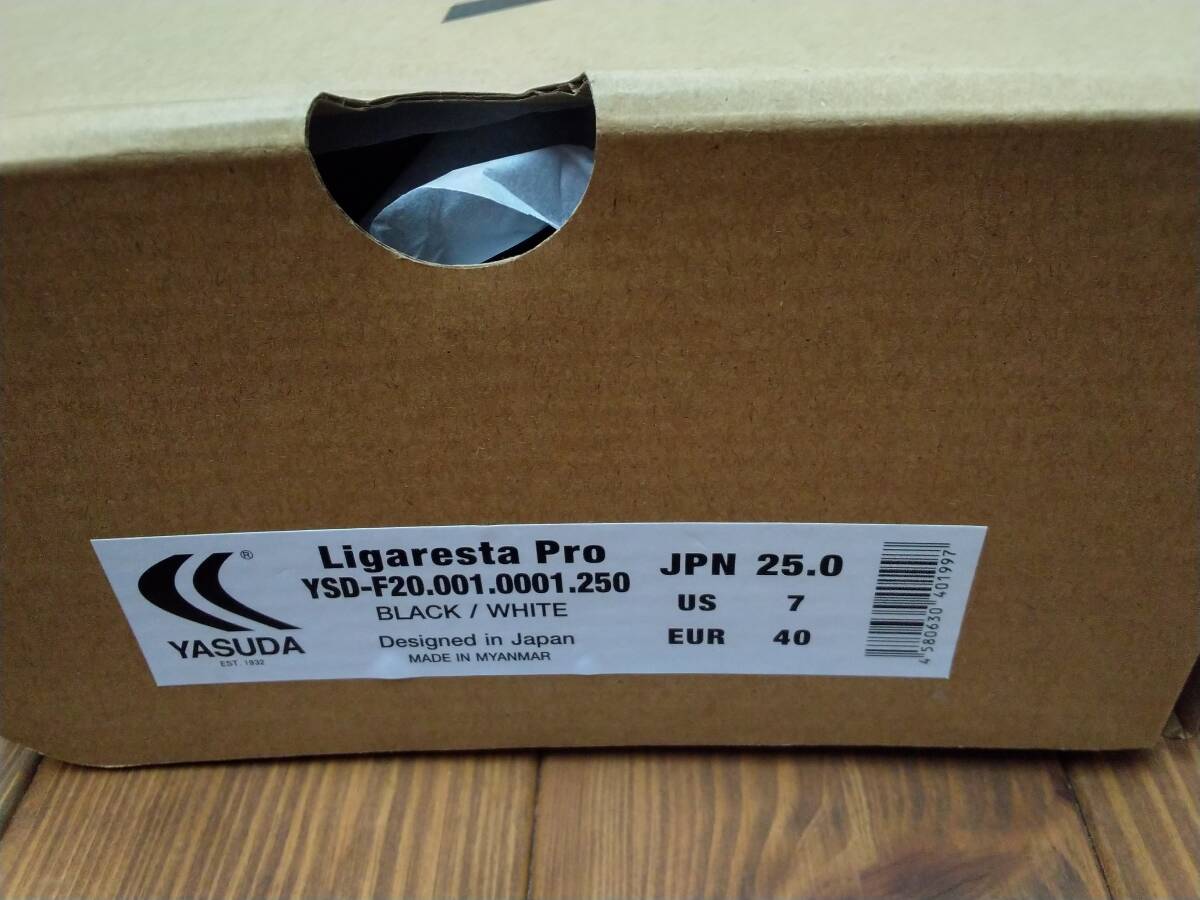 ®
YASUDA
EST. 1932
Ligaresta Pro
YSD-F20.001.0001.250
BLACK / WHITE
Designed in Japan
MADE IN MYANMAR
JPN 25.0
US 7
EUR 40
4 580630 401997